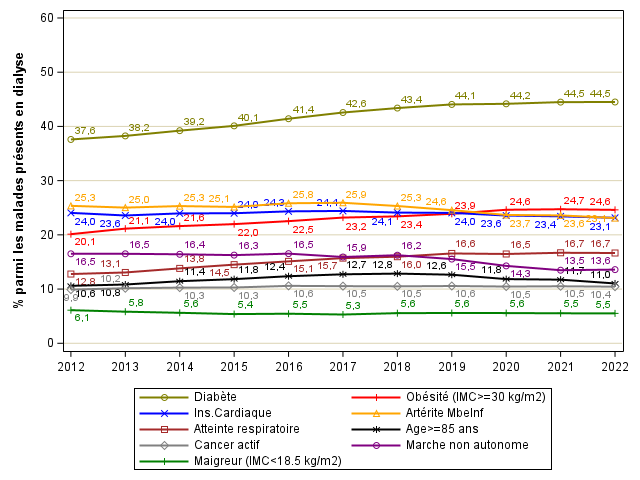 60
50
40
30
20
10
0
% parmi les malades présents en dialyse
37,6 38,2 39,2 40,1 41,4 42,6 43,4 44,1 44,2 44,5 44,5
25,3 25,0 25,3 25,1 25,8 25,9 25,3 24,6 23,7 23,6 23,1
24,0 23,6 24,0 24,0 24,3 24,4 24,1 24,0 23,6 23,4 23,1
20,1 21,1 21,6 22,0 22,5 23,2 23,4 23,9 24,6 24,7 24,6
16,5 16,5 16,4 16,3 16,5 15,9 16,2 15,5 14,3 13,5 13,6
12,8 13,1 13,8 14,5 15,1 15,7 16,0 16,6 16,5 16,7 16,7
10,6 10,8 11,4 11,8 12,4 12,7 12,8 12,6 11,8 11,7 11,0
9,9 10,2 10,3 10,3 10,6 10,5 10,5 10,6 10,5 10,5 10,4
6,1 5,8 5,6 5,4 5,5 5,3 5,6 5,6 5,6 5,5 5,5
2012 2013 2014 2015 2016 2017 2018 2019 2020 2021 2022
Diabète Obésité (IMC>=30 kg/m2)
Ins.Cardiaque Artérite MbeInf
Atteinte respiratoire Age>=85 ans
Cancer actif Marche non autonome
Maigreur (IMC<18.5 kg/m2)